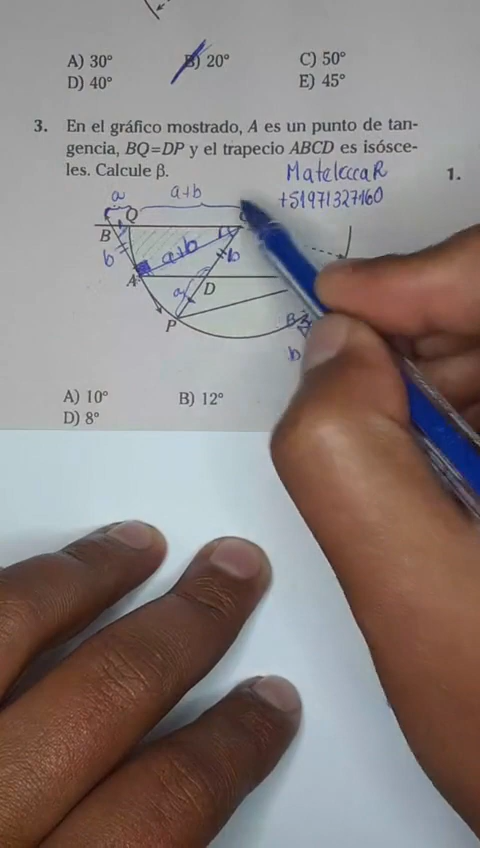 A) 30° B) 20° C) 50°
D) 40° E) 45°
3. En el gráfico mostrado, A es un punto de tan-
gencia, BQ=DP y el trapecio ABCD es isósce-
les. Calcule β.
MatelccaR
+51971327160
1.
a a+b
Q
B
b a+b b
A
a D
P
b
A) 10° B) 12°
D) 8°